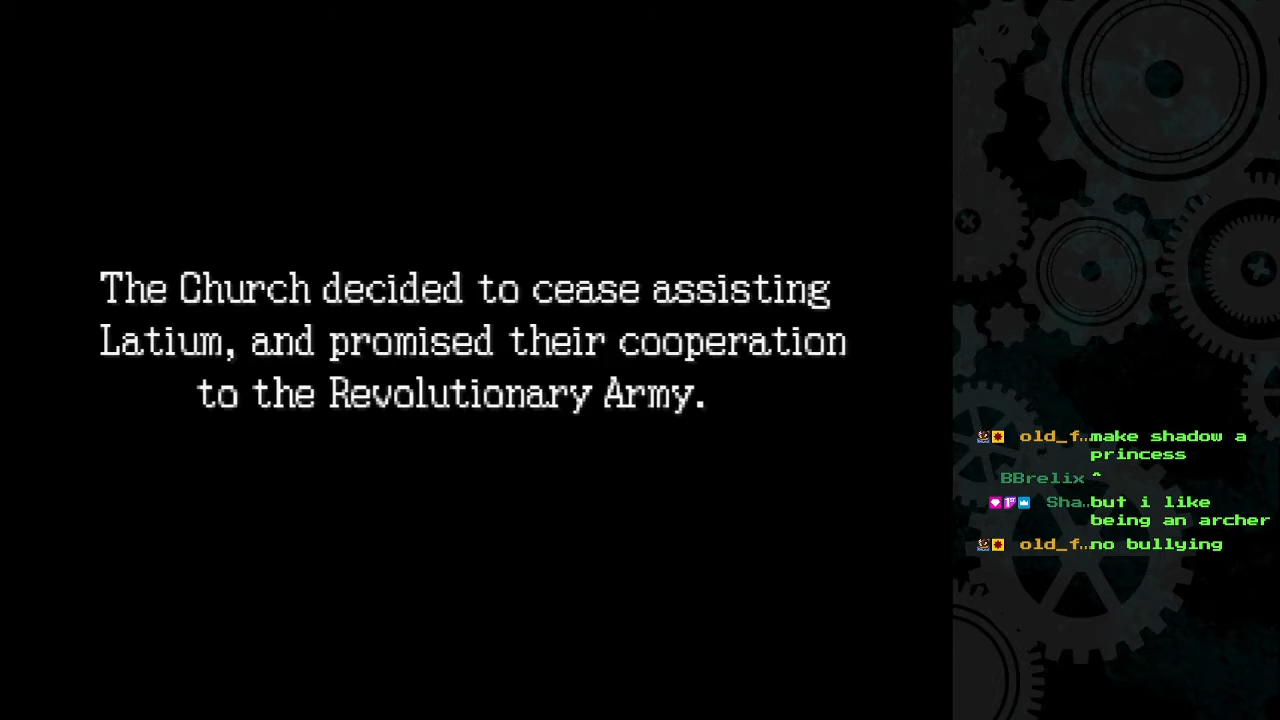 The Church decided to cease assisting
Latium, and promised their cooperation
to the Revolutionary Army.
old_f..make shadow a
princess
BBrelix ^
1st Sha..but i like
being an archer
old_f..no bullying